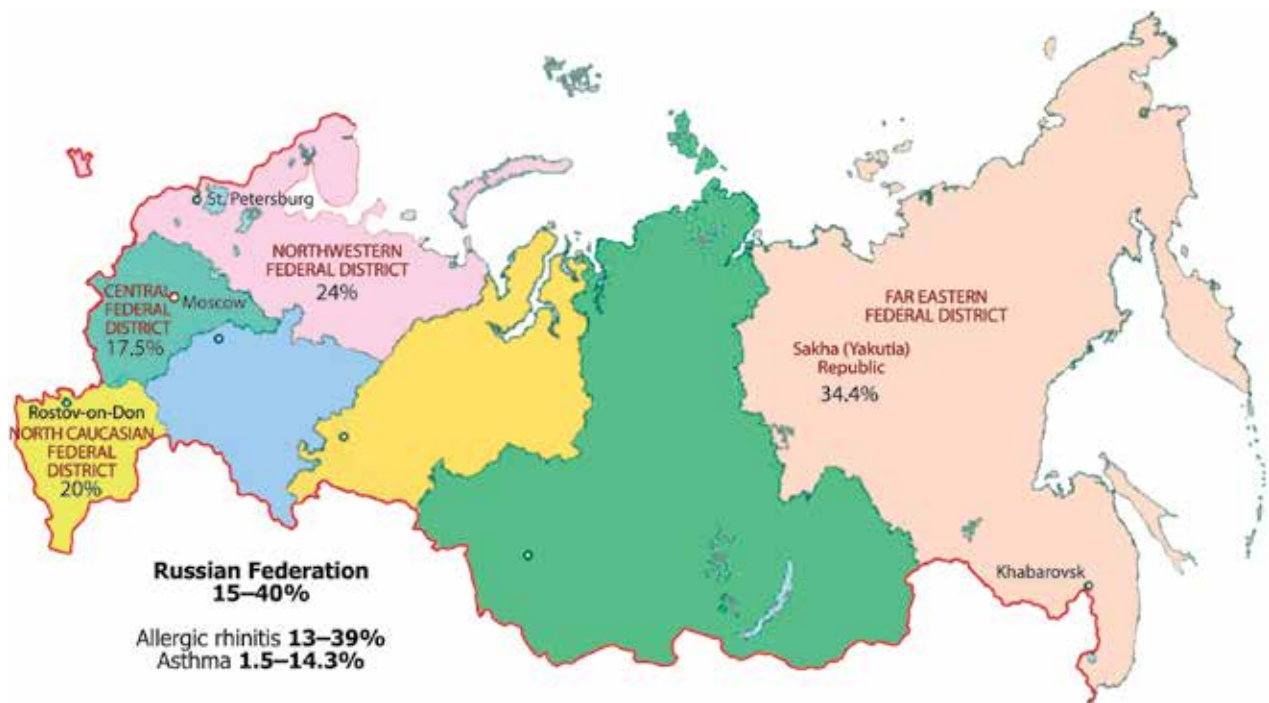 St. Petersburg
NORTHWESTERN
FEDERAL DISTRICT
24%
CENTRAL
FEDERAL
DISTRICT
17.5%
Moscow
FAR EASTERN
FEDERAL DISTRICT
Sakha (Yakutia)
Republic
34.4%
Rostov-on-Don
NORTH CAUCASIAN
FEDERAL
DISTRICT
20%
Khabarovsk
Russian Federation
15–40%
Allergic rhinitis 13–39%
Asthma 1.5–14.3%